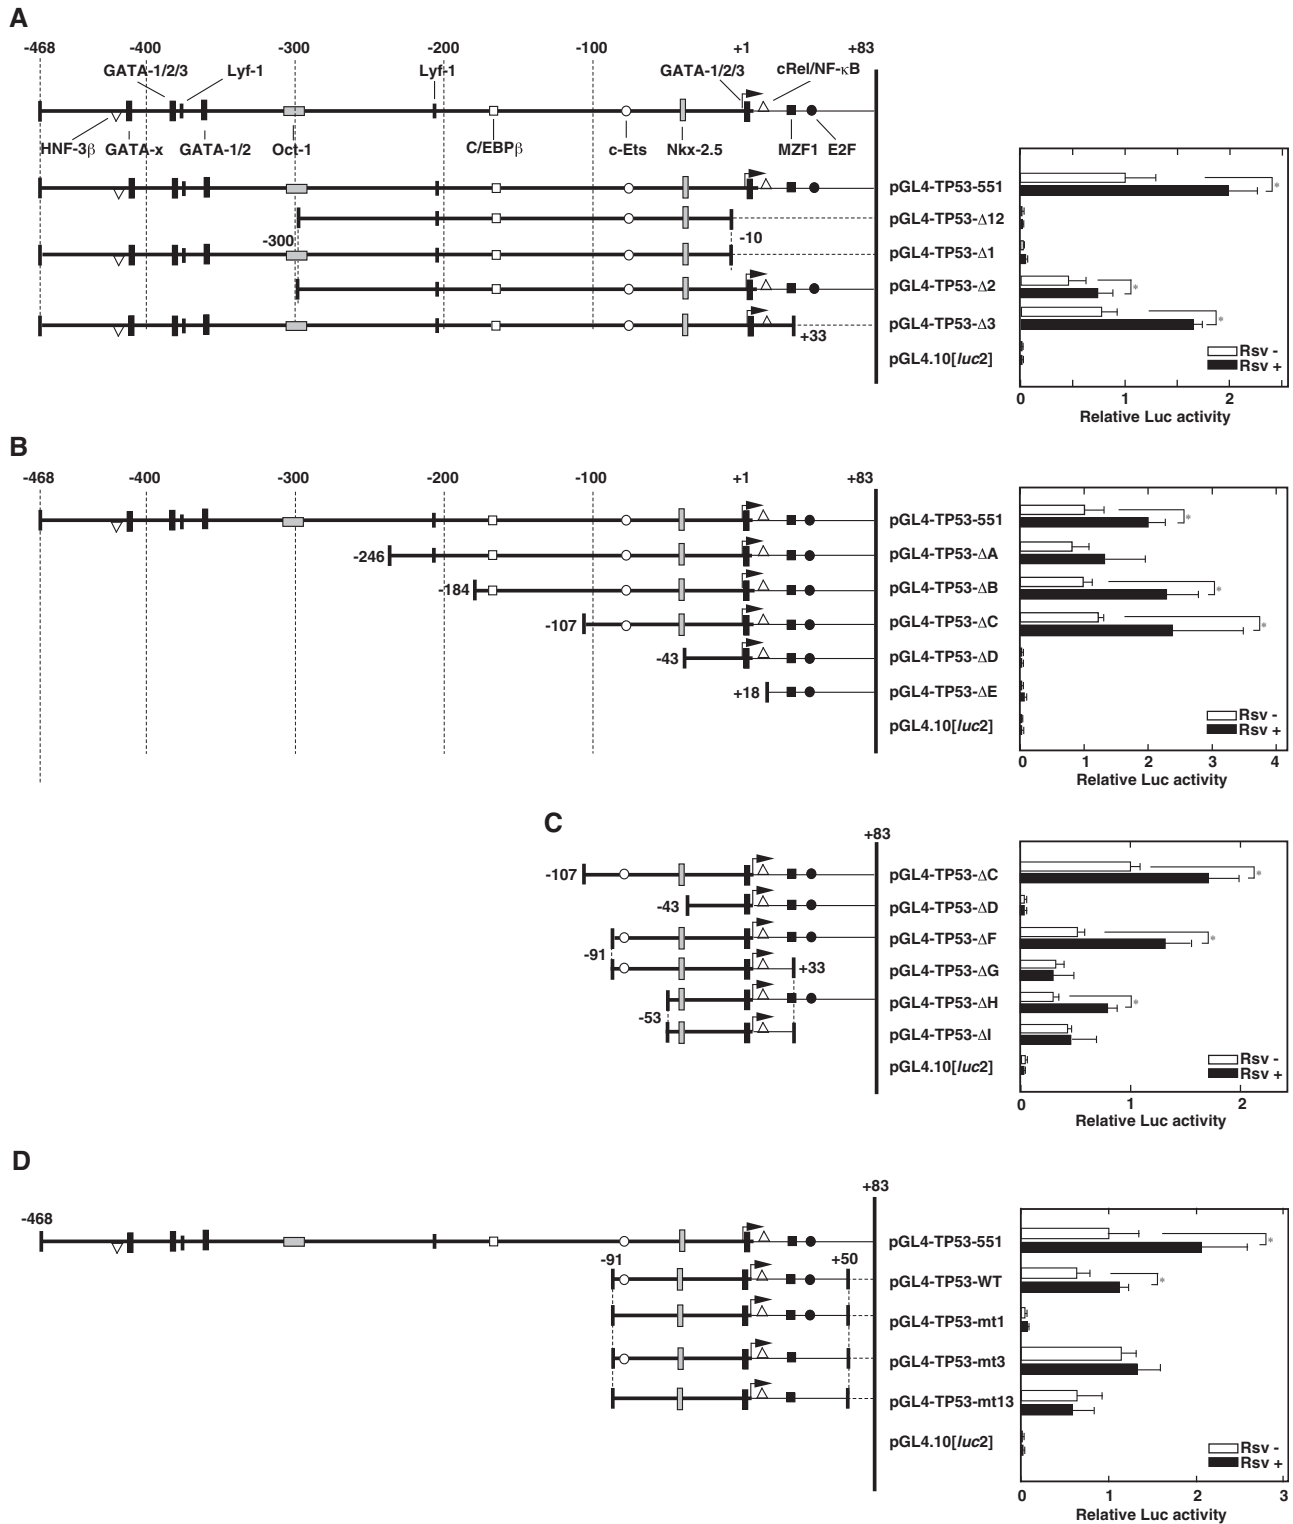 A
-468 -400 -300 -200 -100 +1 +83
GATA-1/2/3 Lyf-1 Lyf-1 GATA-1/2/3 cRel/NF-κB
HNF-3β GATA-x GATA-1/2 Oct-1 C/EBPβ c-Ets Nkx-2.5 MZF1 E2F
pGL4-TP53-551 *
pGL4-TP53-Δ12
-300 -10
pGL4-TP53-Δ1
pGL4-TP53-Δ2 *
pGL4-TP53-Δ3 *
+33
pGL4.10[luc2]
Rsv -
Rsv +
0 1 2
Relative Luc activity
B
-468 -400 -300 -200 -100 +1 +83
pGL4-TP53-551 *
-246 pGL4-TP53-ΔA
-184 pGL4-TP53-ΔB *
-107 pGL4-TP53-ΔC *
-43 pGL4-TP53-ΔD
+18 pGL4-TP53-ΔE
pGL4.10[luc2]
Rsv -
Rsv +
0 1 2 3 4
Relative Luc activity
C
+83
-107 pGL4-TP53-ΔC *
-43 pGL4-TP53-ΔD
pGL4-TP53-ΔF *
-91
+33 pGL4-TP53-ΔG
pGL4-TP53-ΔH *
-53
pGL4-TP53-ΔI
pGL4.10[luc2]
Rsv -
Rsv +
0 1 2
Relative Luc activity
D
+83
-468
pGL4-TP53-551 *
-91 +50
pGL4-TP53-WT *
pGL4-TP53-mt1
pGL4-TP53-mt3
pGL4-TP53-mt13
pGL4.10[luc2]
Rsv -
Rsv +
0 1 2 3
Relative Luc activity